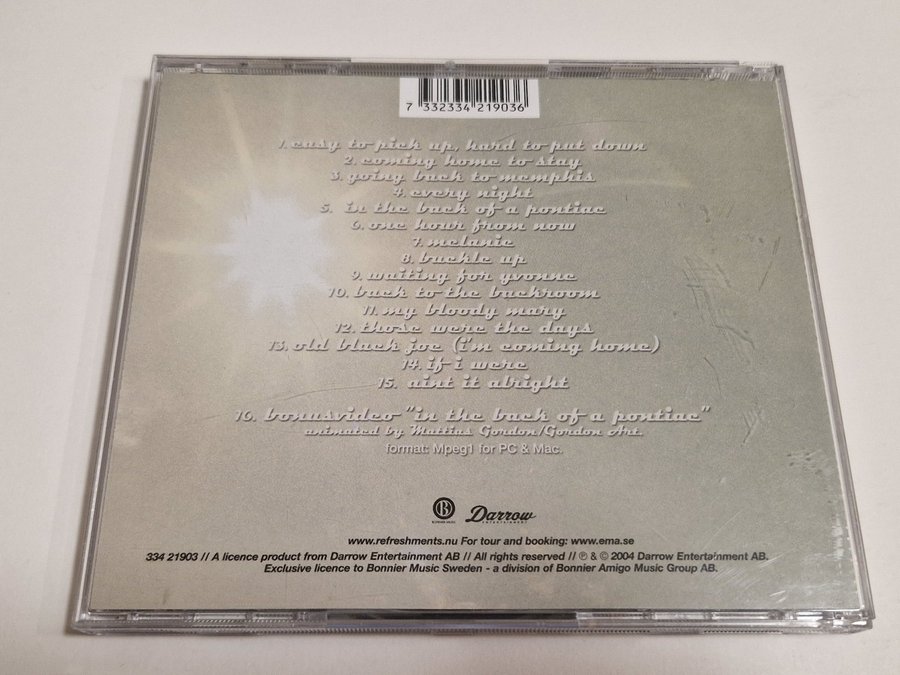 7 332334 219036
1. easy to pick up, hard to put down
2. coming home to stay
3. going back to memphis
4. every night
5. in the back of a pontiac
6. one hour from now
7. melanie
8. buckle up
9. waiting for yvonne
10. back to the backroom
11. my bloody mary
12. those were the days
13. old black joe (i'm coming home)
14. if i were
15. aint it alright
16. bonusvideo "in the back of a pontiac"
animated by Mattias Gordon/Gordon Art.
format: Mpeg1 for PC & Mac.
B Darrow
BONNIER MUSIC ENTERTAINMENT
www.refreshments.nu For tour and booking: www.ema.se
334 21903 // A licence product from Darrow Entertainment AB // All rights reserved // ℗ & © 2004 Darrow Entertainment AB.
Exclusive licence to Bonnier Music Sweden - a division of Bonnier Amigo Music Group AB.